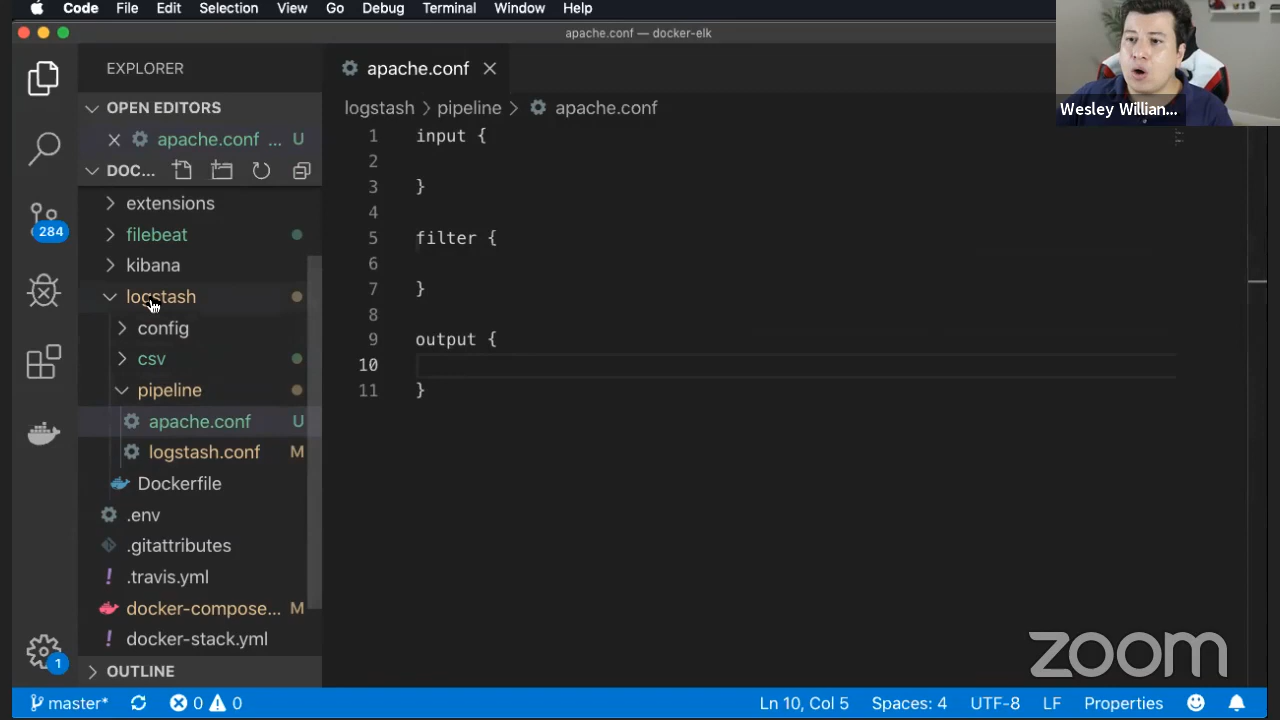 Code File Edit Selection View Go Debug Terminal Window Help
apache.conf — docker-elk
Wesley Willian...
EXPLORER
OPEN EDITORS
apache.conf ... U
DOC...
extensions
filebeat
kibana
logstash
config
csv
pipeline
apache.conf U
logstash.conf M
Dockerfile
.env
.gitattributes
.travis.yml
docker-compose... M
docker-stack.yml
OUTLINE
284
1
apache.conf
logstash > pipeline > apache.conf
1 input {
2
3 }
4
5 filter {
6
7 }
8
9 output {
10
11 }
zoom
master* 0 0 Ln 10, Col 5 Spaces: 4 UTF-8 LF Properties